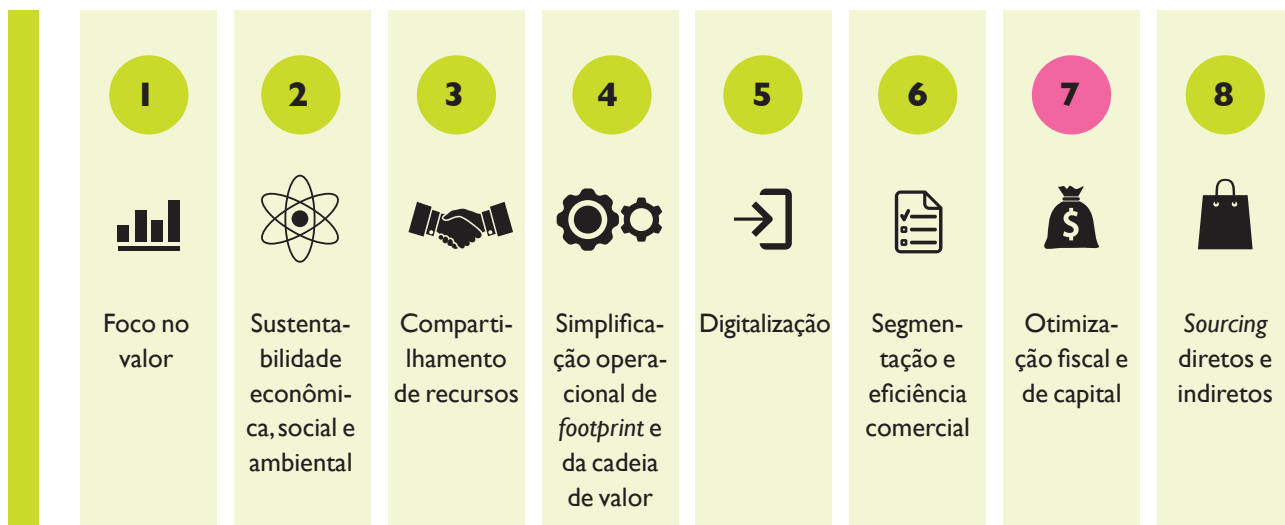 1
Foco no
valor
2
Sustenta-
bilidade
econômi-
ca, social e
ambiental
3
Comparti-
lhamento
de recursos
4
Simplifica-
ção opera-
cional de
footprint e
da cadeia
de valor
5
Digitalização
6
Segmen-
tação e
eficiência
comercial
7
Otimiza-
ção fiscal e
de capital
$
8
Sourcing
diretos e
indiretos